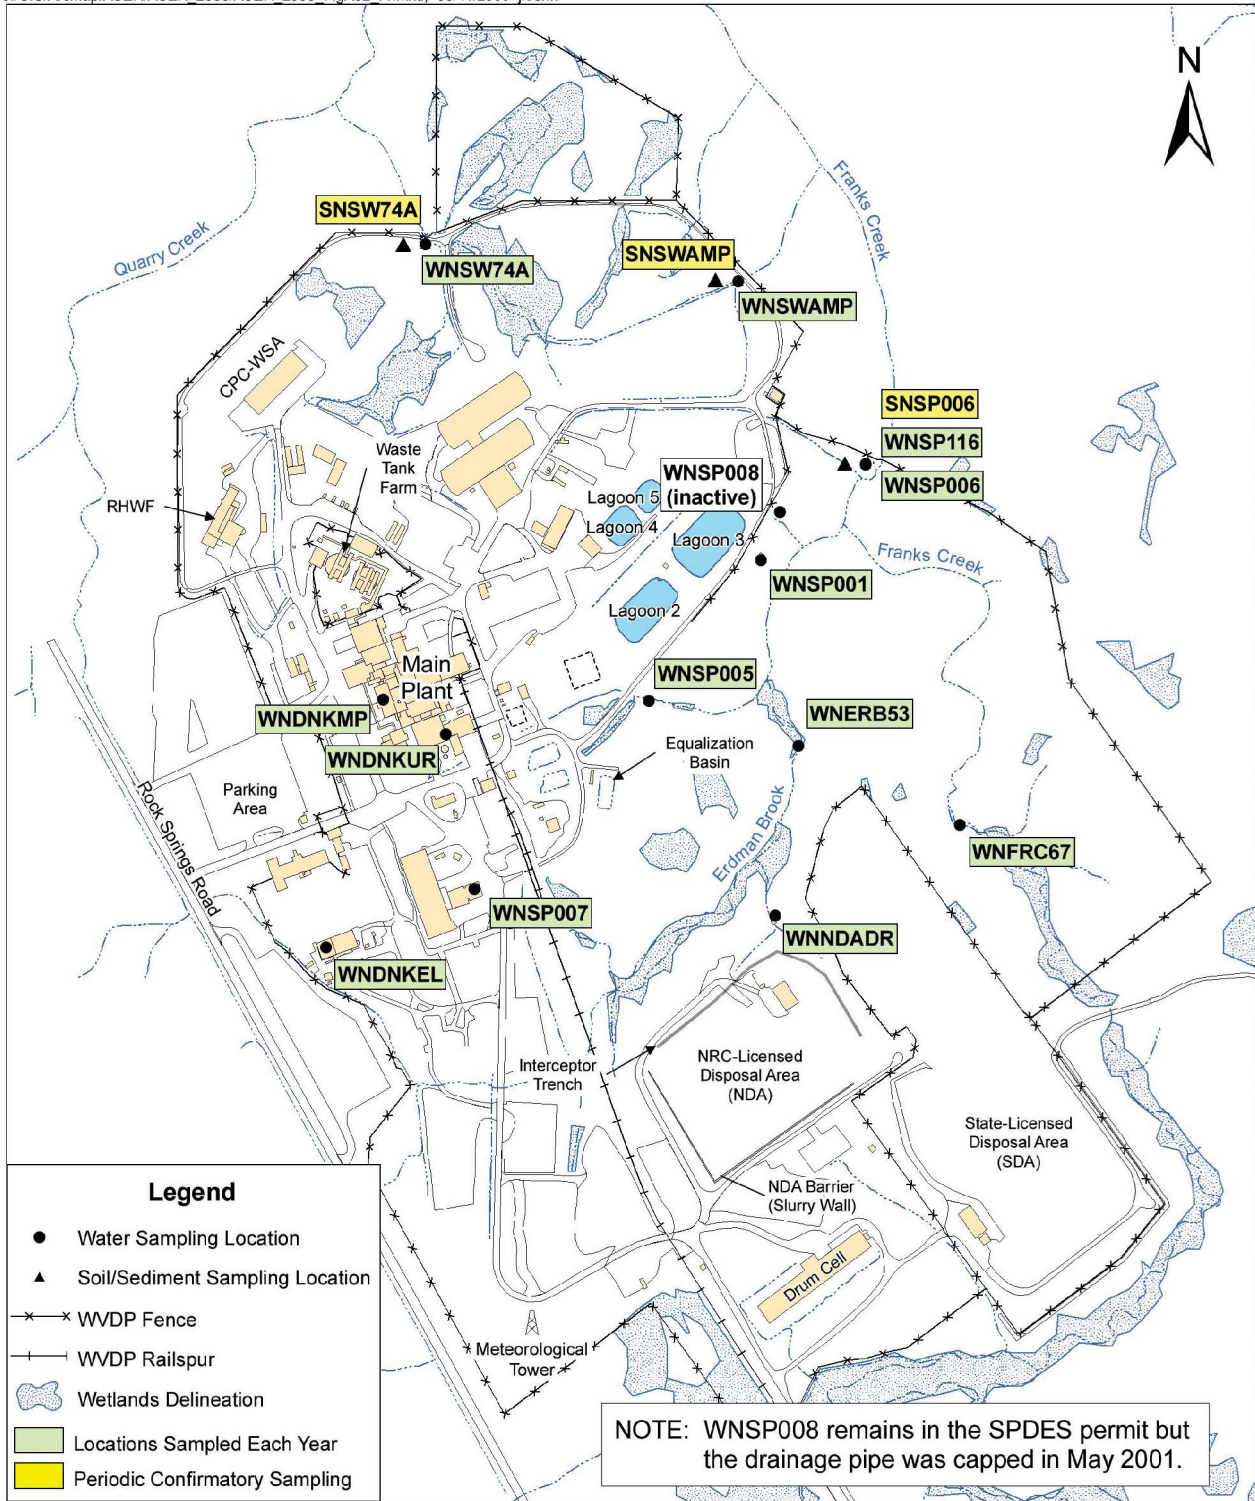 N
Franks Creek
SNSW74A
Quarry Creek
WNSW74A
SNSWAMP
WNSWAMP
CPC-WSA
SNSP006
WNSP116
WNSP006
Waste
Tank
Farm
WNSP008
(inactive)
RHWF
Lagoon 5
Lagoon 4
Lagoon 3
Franks Creek
WNSP001
Lagoon 2
Main
Plant
WNSP005
WNDNKMP
WNERB53
WNDNKUR
Equalization
Basin
Parking
Area
Rock Springs Road
Erdman Brook
WNFRC67
WNSP007
WNNDADR
WNDNKEL
Interceptor
Trench
NRC-Licensed
Disposal Area
(NDA)
State-Licensed
Disposal Area
(SDA)
NDA Barrier
(Slurry Wall)
Drum Cell
Meteorological
Tower
Legend
Water Sampling Location
Soil/Sediment Sampling Location
WVDP Fence
WVDP Railspur
Wetlands Delineation
Locations Sampled Each Year
Periodic Confirmatory Sampling
NOTE: WNSP008 remains in the SPDES permit but
the drainage pipe was capped in May 2001.